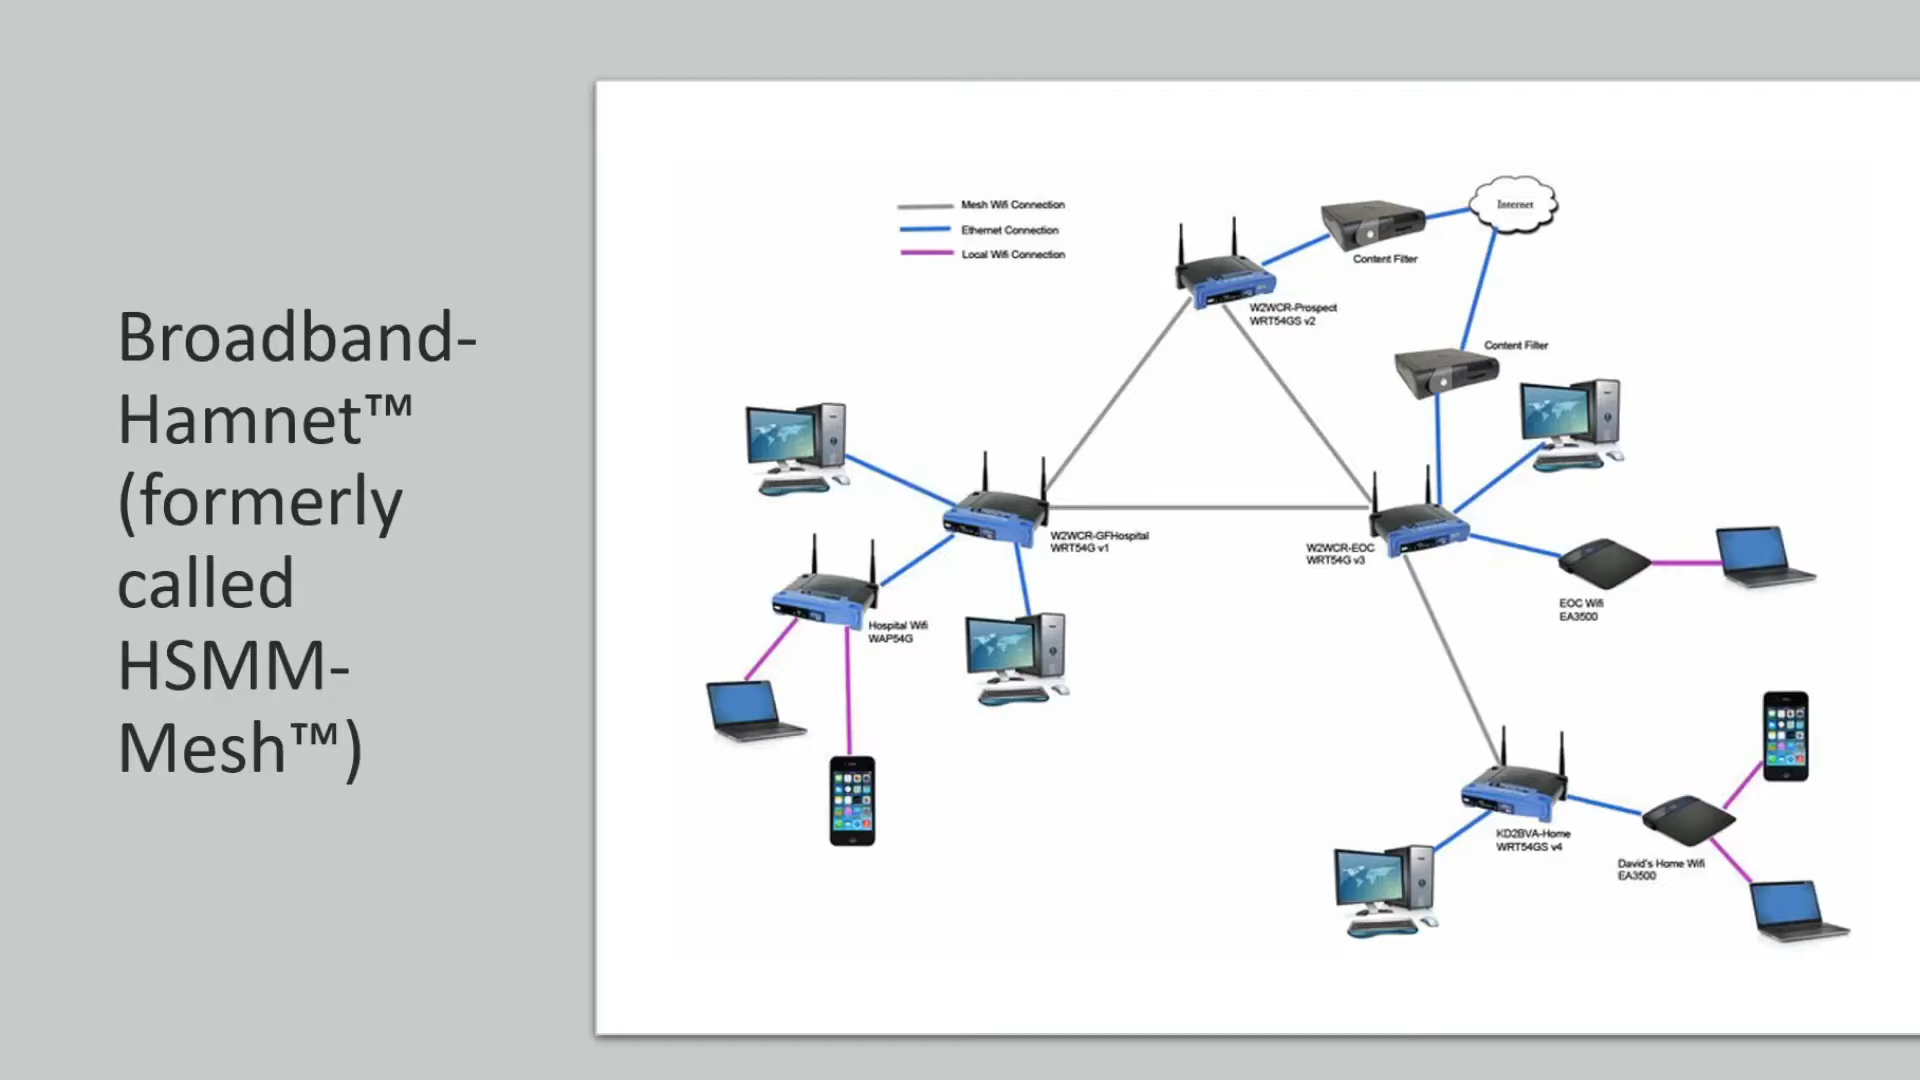 Broadband-
Hamnet™
(formerly
called
HSMM-
Mesh™)
Mesh Wifi Connection
Ethernet Connection
Local Wifi Connection
Internet
Content Filter
W2WCR-Prospect
WRT54GS v2
Content Filter
W2WCR-GFHospital
WRT54G v1
W2WCR-EOC
WRT54G v3
EOC Wifi
EA3500
Hospital Wifi
WAP54G
KD2BVA-Home
WRT54GS v4
David's Home Wifi
EA3500